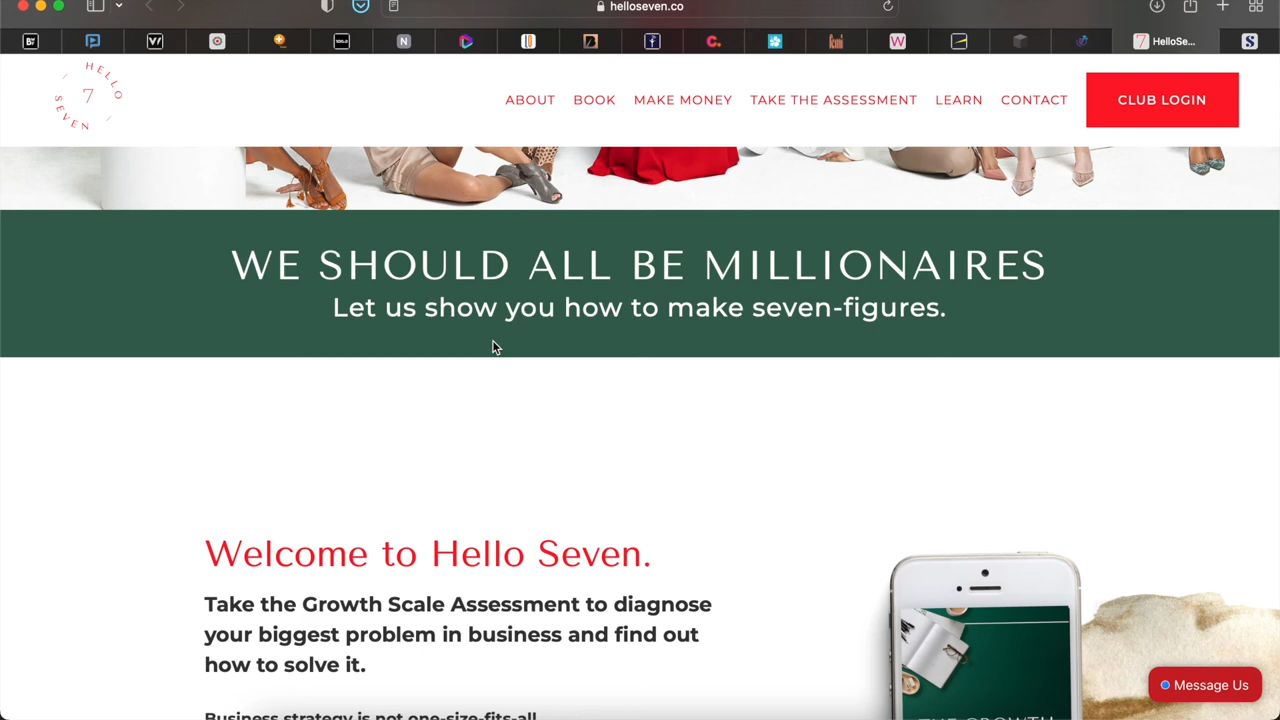 helloseven.co
HelloSe...
HELLO
7
SEVEN
ABOUT BOOK MAKE MONEY TAKE THE ASSESSMENT LEARN CONTACT CLUB LOGIN
WE SHOULD ALL BE MILLIONAIRES
Let us show you how to make seven-figures.
Welcome to Hello Seven.
Take the Growth Scale Assessment to diagnose
your biggest problem in business and find out
how to solve it.
Business strategy is not one-size-fits-all
THE GROWTH
Message Us